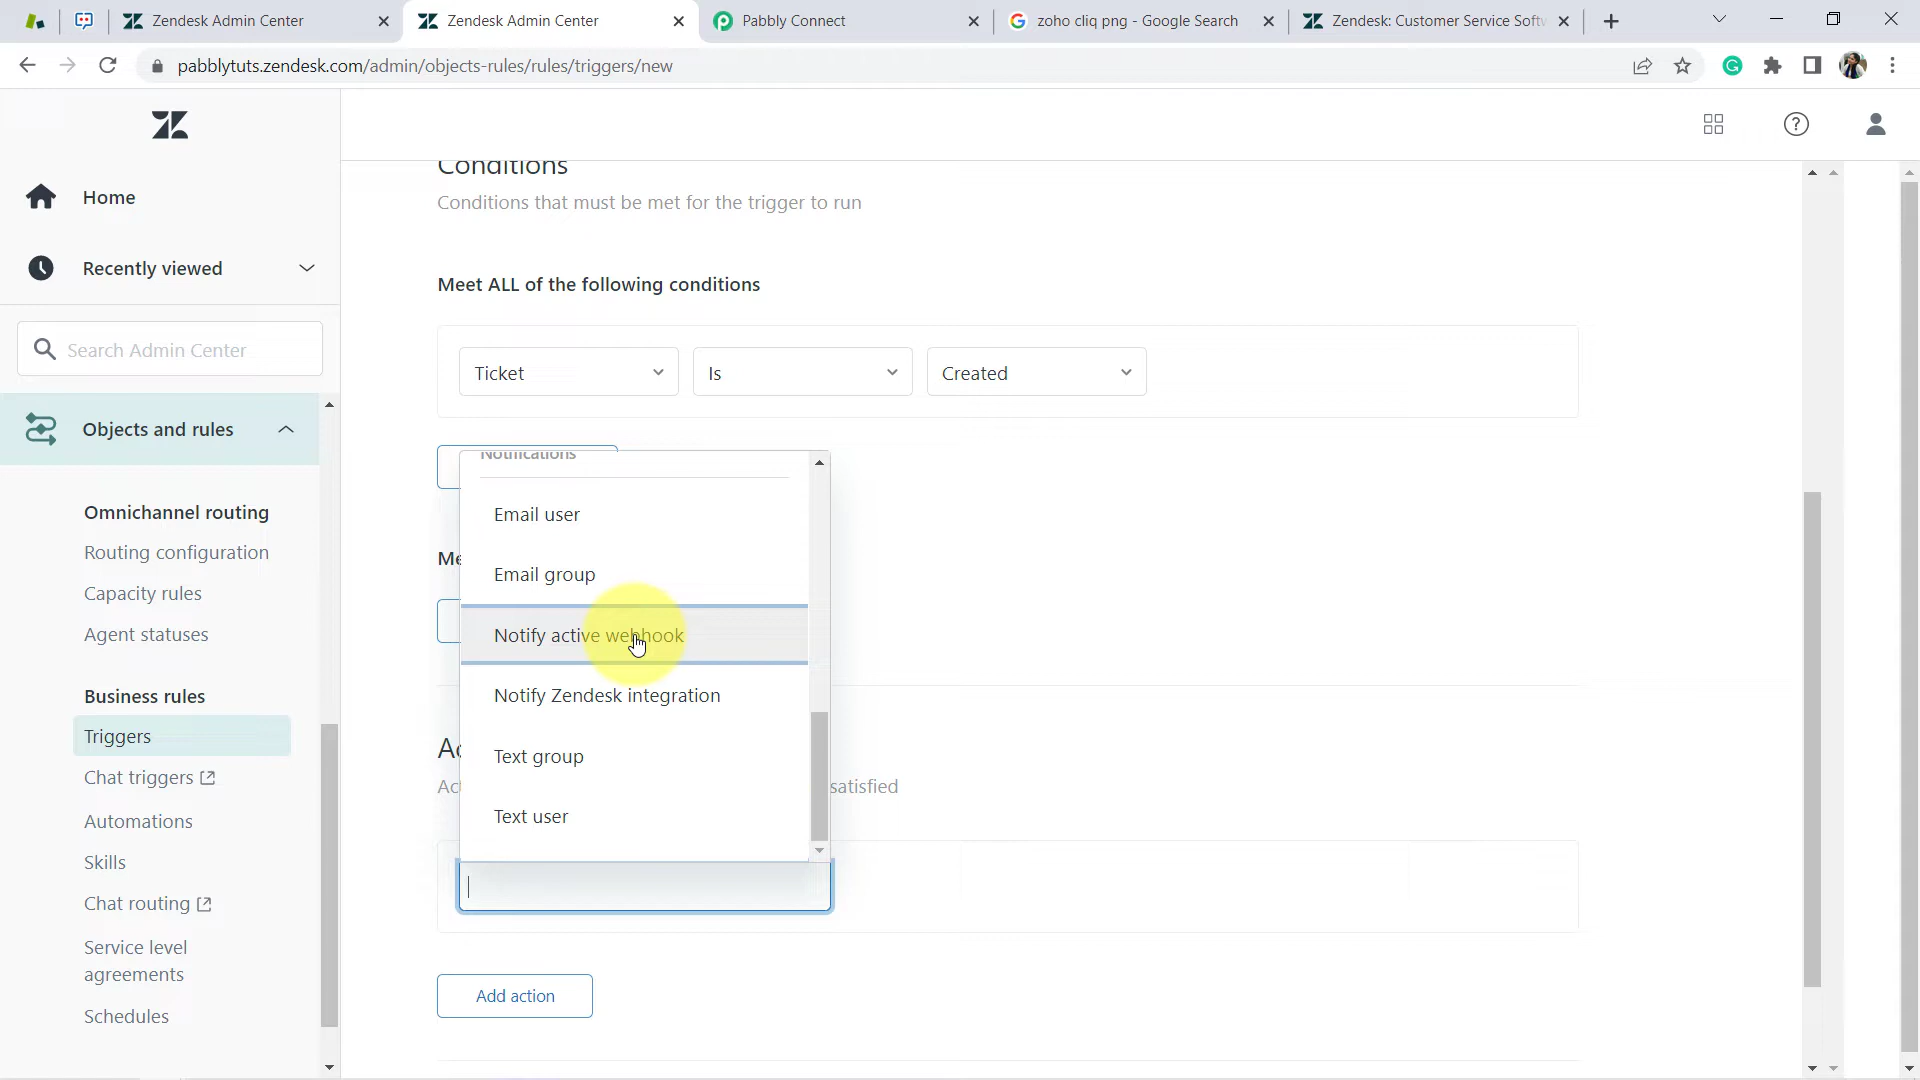 Zendesk Admin Center
Zendesk Admin Center
Pabbly Connect
zoho cliq png - Google Search
Zendesk: Customer Service Softw
pabblytuts.zendesk.com/admin/objects-rules/rules/triggers/new
Home
Recently viewed
Search Admin Center
Objects and rules
Omnichannel routing
Routing configuration
Capacity rules
Agent statuses
Business rules
Triggers
Chat triggers
Automations
Skills
Chat routing
Service level
agreements
Schedules
Conditions
Conditions that must be met for the trigger to run
Meet ALL of the following conditions
Ticket
Is
Created
Me
Notifications
Email user
Email group
Notify active webhook
Notify Zendesk integration
Text group
Text user
Ac
Act
satisfied
Add action